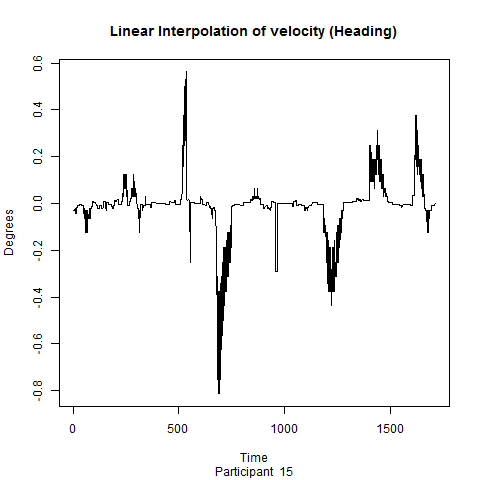 Linear Interpolation of velocity (Heading)
0.6
0.4
0.2
0.0
-0.2
-0.4
-0.6
-0.8
Degrees
0 500 1000 1500
Time
Participant 15